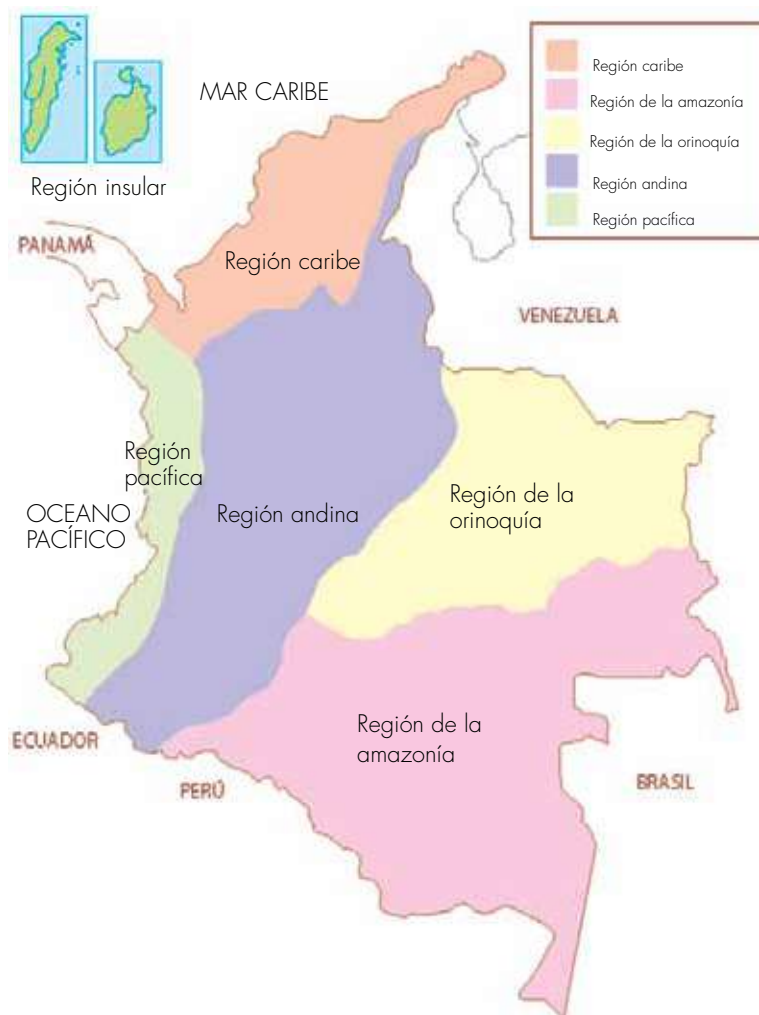 MAR CARIBE
Región insular
PANAMÁ
Región caribe
Región caribe
Región de la amazonía
Región de la orinoquía
Región andina
Región pacífica
VENEZUELA
Región
pacífica
OCEANO
PACÍFICO
Región andina
Región de la
orinoquía
ECUADOR
PERÚ
Región de la
amazonía
BRASIL